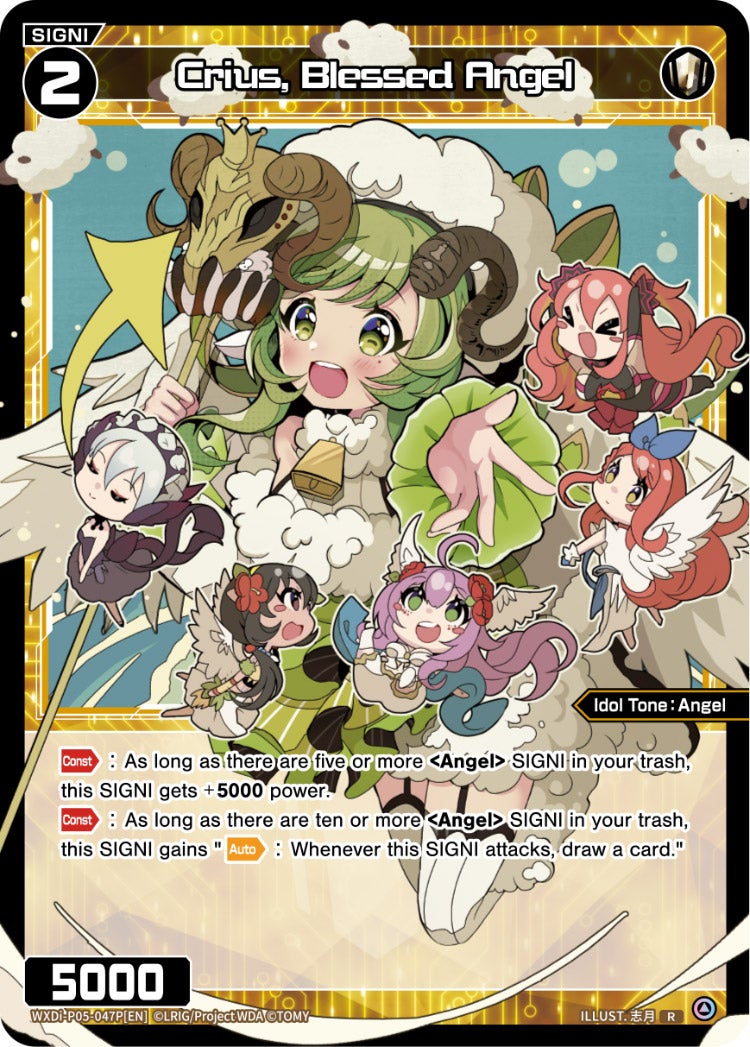 SIGNI
2
Crius, Blessed Angel
Idol Tone:Angel
Const : As long as there are five or more <Angel> SIGNI in your trash,
this SIGNI gets +5000 power.
Const : As long as there are ten or more <Angel> SIGNI in your trash,
this SIGNI gains " Auto : Whenever this SIGNI attacks, draw a card."
5000
WXDi-P05-047P[EN] ©LRIG/Project WDA ©TOMY
ILLUST. 志月 R